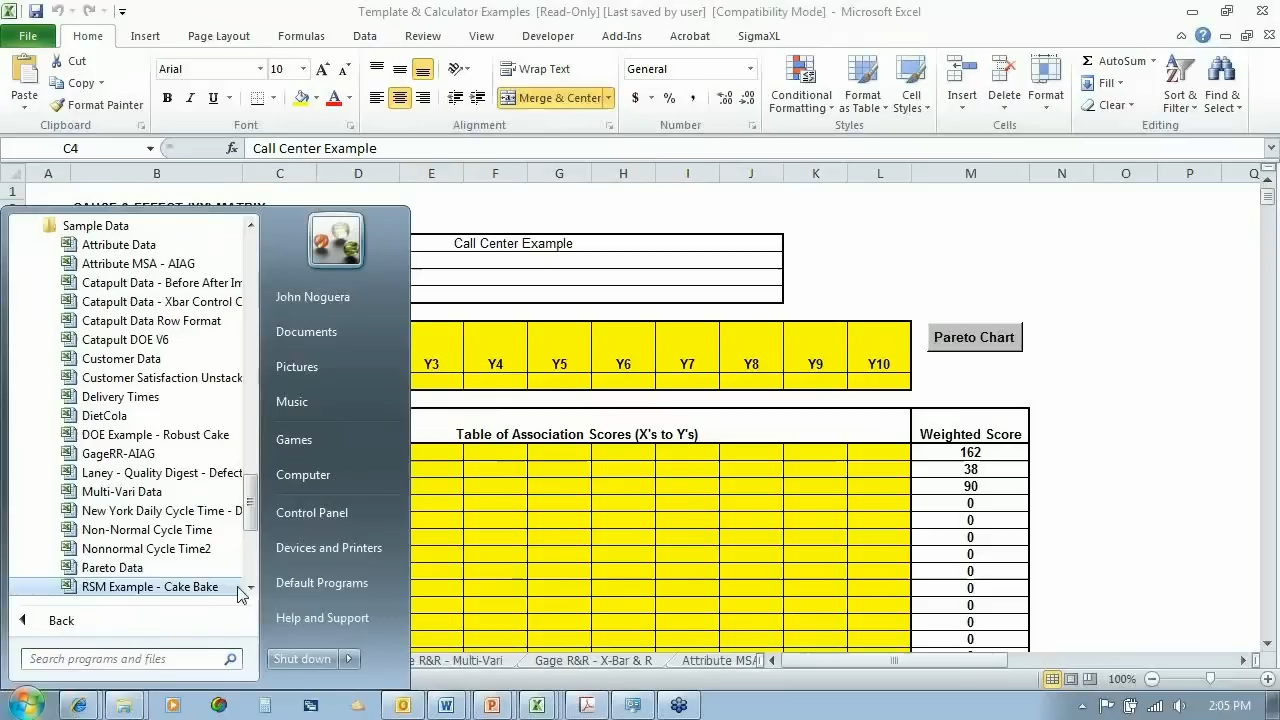 Template & Calculator Examples [Read-Only] [Last saved by user] [Compatibility Mode] - Microsoft Excel
File Home Insert Page Layout Formulas Data Review View Developer Add-Ins Acrobat SigmaXL
Paste
Cut
Copy
Format Painter
Clipboard
Arial 10
B I U A
Font
Wrap Text
Merge & Center
Alignment
General
$ % ,
Number
Conditional Formatting
Format as Table
Cell Styles
Styles
Insert
Delete
Format
Cells
Σ AutoSum
Fill
Clear
Sort & Filter
Find & Select
Editing
C4 fx Call Center Example
A B C D E F G H I J K L M N O P Q
1
Call Center Example
Y3 Y4 Y5 Y6 Y7 Y8 Y9 Y10
Pareto Chart
Table of Association Scores (X's to Y's) Weighted Score
162
38
90
0
0
0
0
0
0
0
0
0
Sample Data
Attribute Data
Attribute MSA - AIAG
Catapult Data - Before After Im
Catapult Data - Xbar Control C
Catapult Data Row Format
Catapult DOE V6
Customer Data
Customer Satisfaction Unstack
Delivery Times
DietCola
DOE Example - Robust Cake
GageRR-AIAG
Laney - Quality Digest - Defect
Multi-Vari Data
New York Daily Cycle Time - D
Non-Normal Cycle Time
Nonnormal Cycle Time2
Pareto Data
RSM Example - Cake Bake
Back
Search programs and files
John Noguera
Documents
Pictures
Music
Games
Computer
Control Panel
Devices and Printers
Default Programs
Help and Support
Shut down
R&R - Multi-Vari Gage R&R - X-Bar & R Attribute MSA
100%
2:05 PM